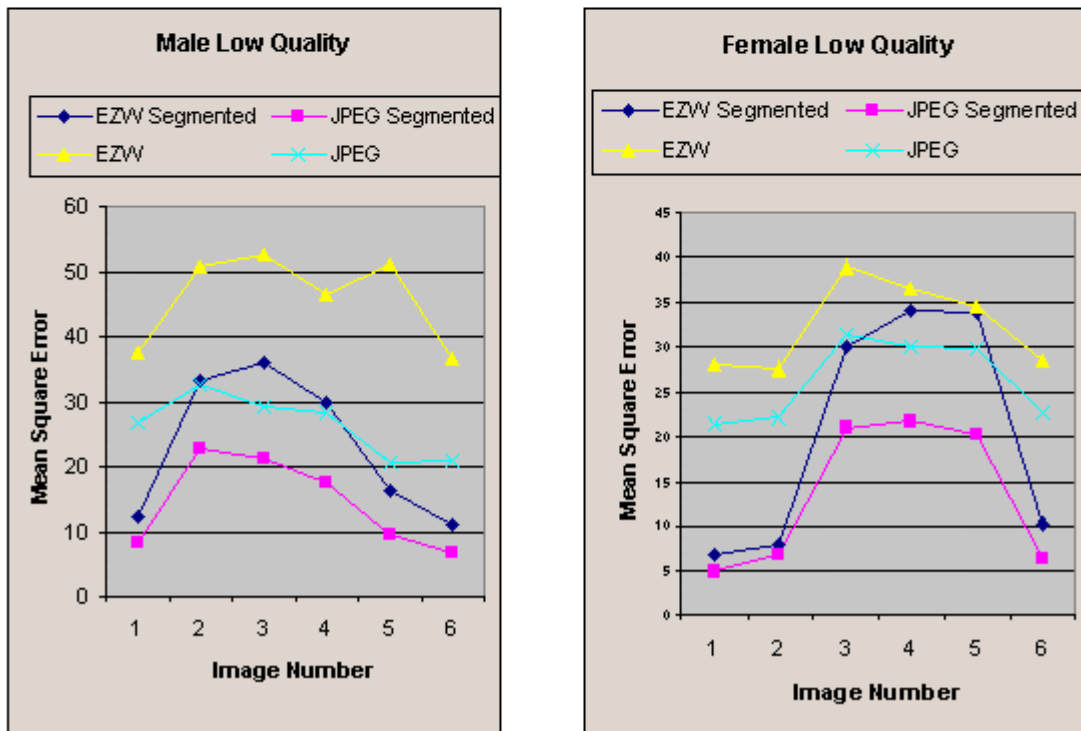 Male Low Quality
EZW Segmented JPEG Segmented
EZW JPEG
60
50
40
30
20
10
0
Mean Square Error
1 2 3 4 5 6
Image Number
Female Low Quality
EZW Segmented JPEG Segmented
EZW JPEG
45
40
35
30
25
20
15
10
5
0
Mean Square Error
1 2 3 4 5 6
Image Number